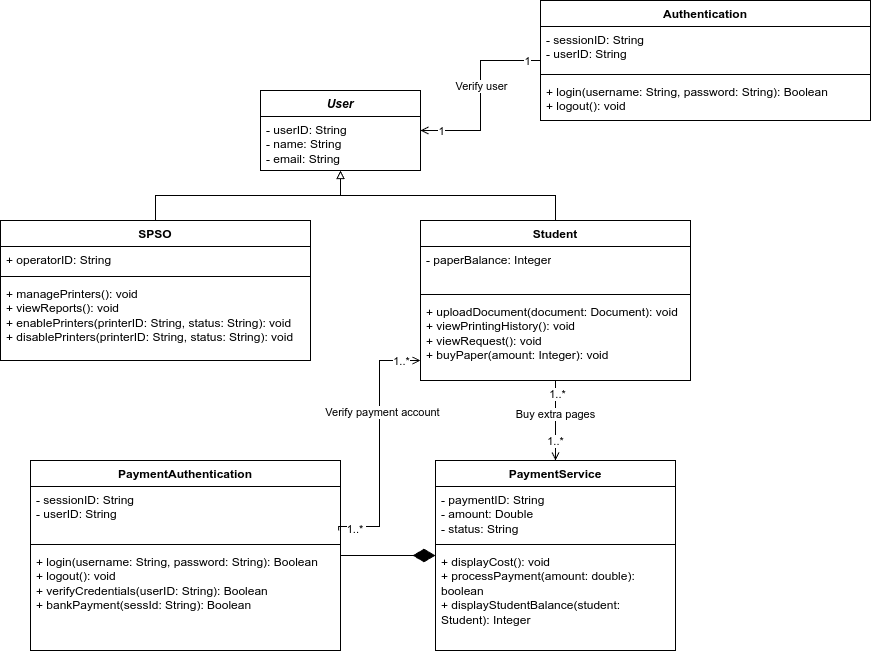 Authentication
- sessionID: String
- userID: String
+ login(username: String, password: String): Boolean
+ logout(): void
1
Verify user
1
User
- userID: String
- name: String
- email: String
SPSO
+ operatorID: String
+ managePrinters(): void
+ viewReports(): void
+ enablePrinters(printerID: String, status: String): void
+ disablePrinters(printerID: String, status: String): void
Student
- paperBalance: Integer
+ uploadDocument(document: Document): void
+ viewPrintingHistory(): void
+ viewRequest(): void
+ buyPaper(amount: Integer): void
1..*
Verify payment account
1..*
1..*
Buy extra pages
1..*
PaymentAuthentication
- sessionID: String
- userID: String
+ login(username: String, password: String): Boolean
+ logout(): void
+ verifyCredentials(userID: String): Boolean
+ bankPayment(sessId: String): Boolean
PaymentService
- paymentID: String
- amount: Double
- status: String
+ displayCost(): void
+ processPayment(amount: double):
boolean
+ displayStudentBalance(student:
Student): Integer